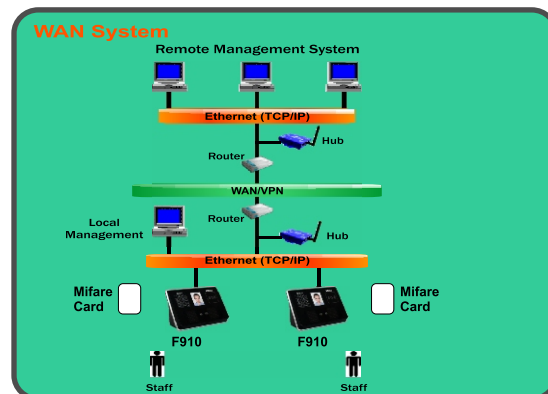 WAN System
Remote Management System
Ethernet (TCP/IP)
Hub
Router
WAN/VPN
Router
Local
Management
Hub
Ethernet (TCP/IP)
Mifare
Card
Mifare
Card
F910
F910
Staff
Staff